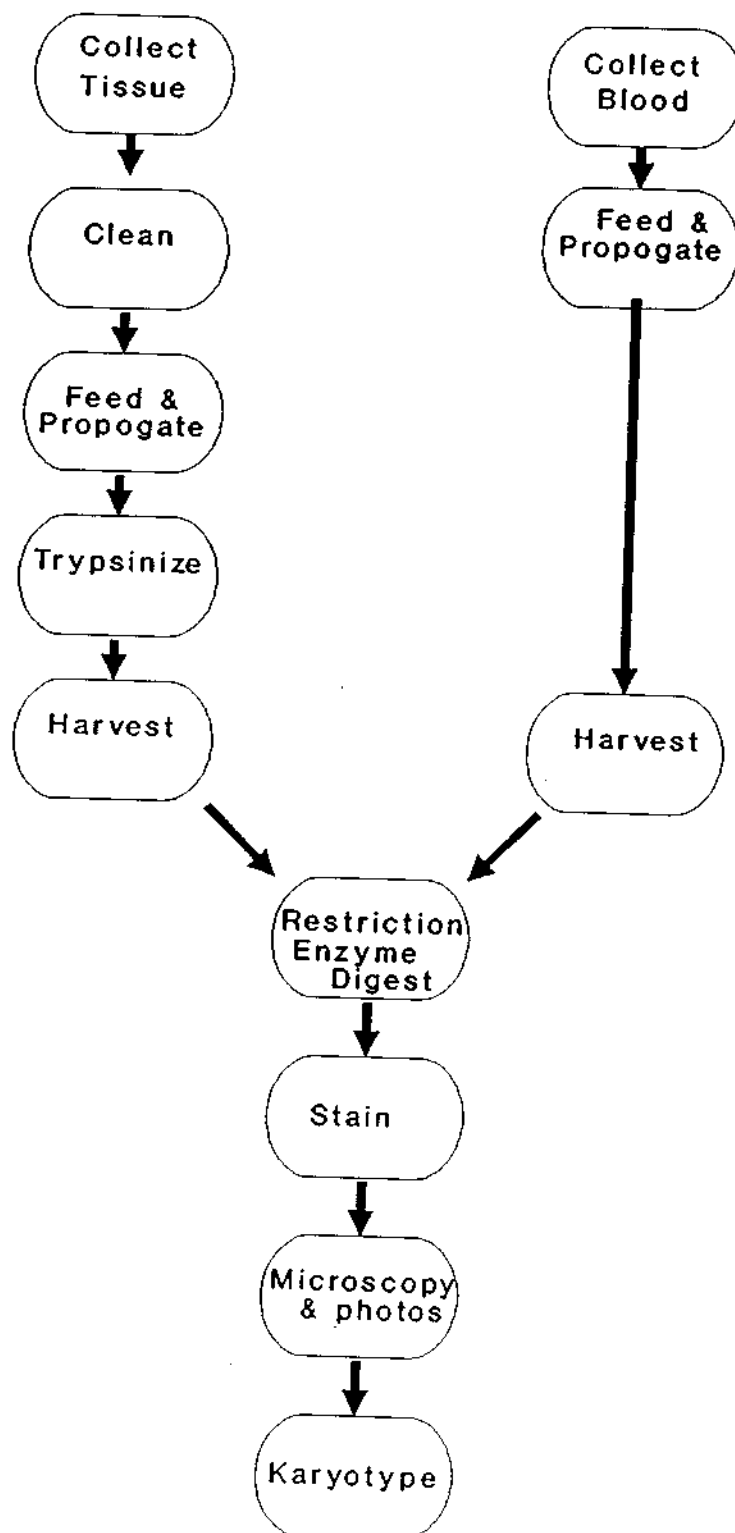 Collect
Tissue
Clean
Feed &
Propogate
Trypsinize
Harvest
Collect
Blood
Feed &
Propogate
Harvest
Restriction
Enzyme
Digest
Stain
Microscopy
& photos
Karyotype